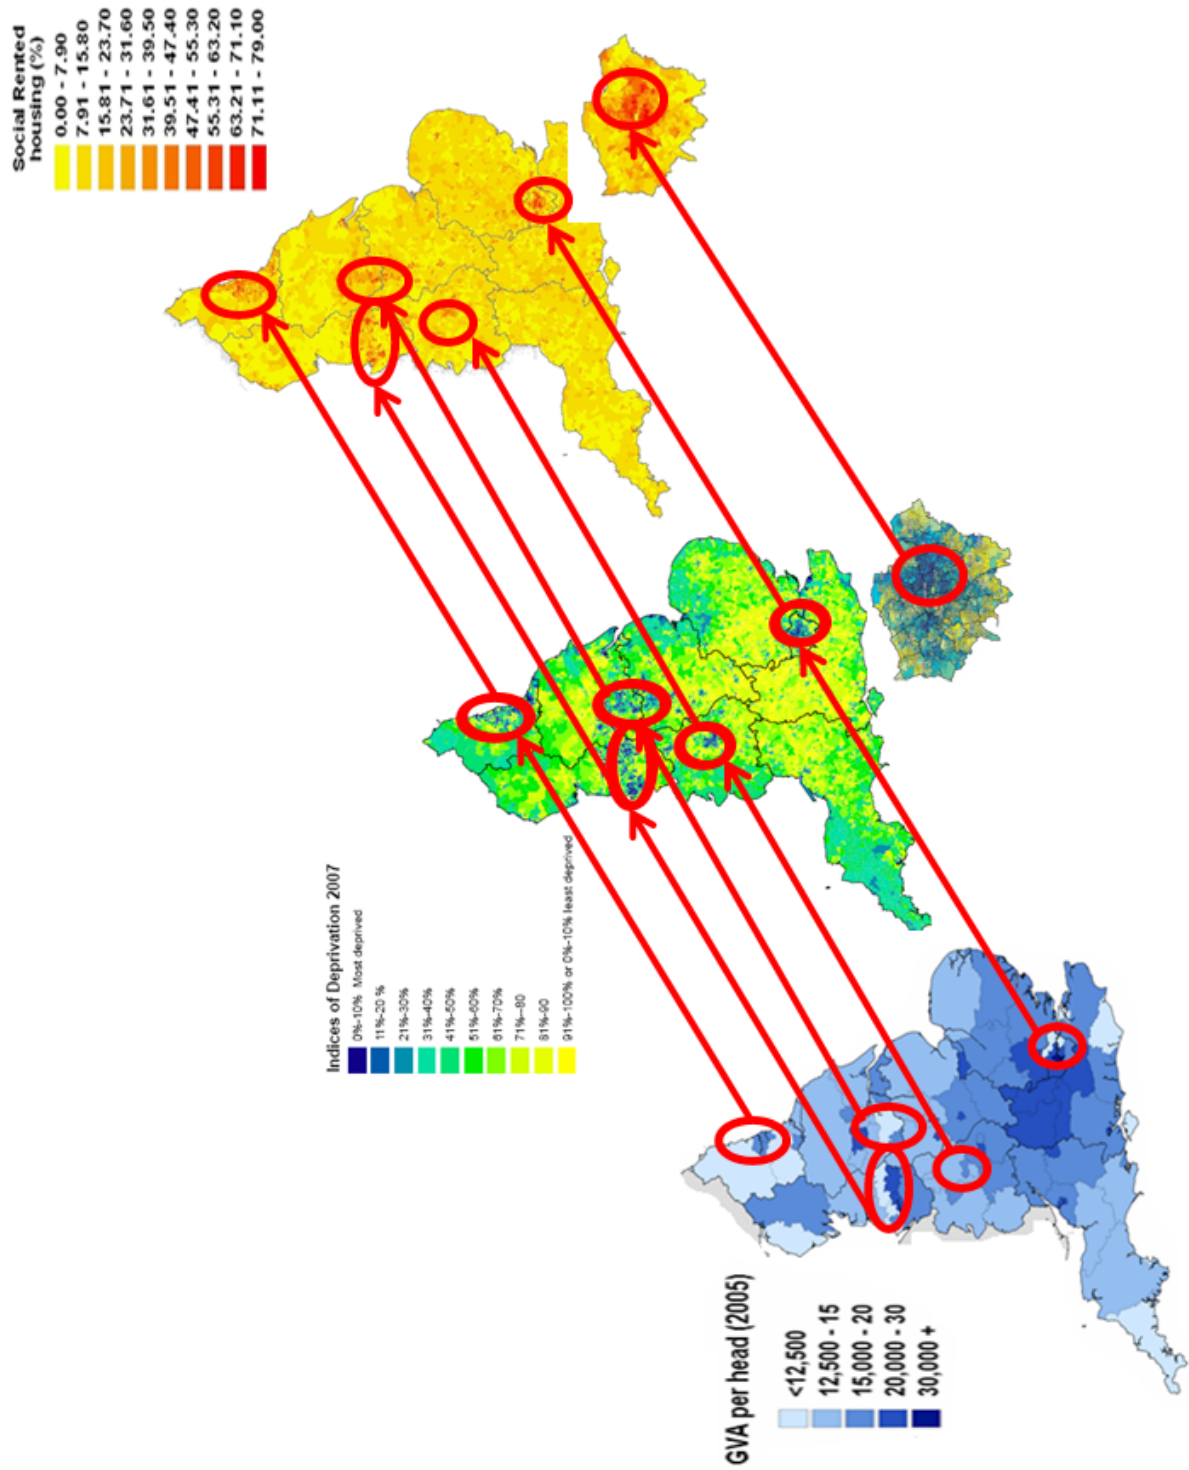 Social Rented
housing (%)
0.00 - 7.90
7.91 - 15.80
15.81 - 23.70
23.71 - 31.60
31.61 - 39.50
39.51 - 47.40
47.41 - 55.30
55.31 - 63.20
63.21 - 71.10
71.11 - 79.00
Indices of Deprivation 2007
0%-10% Most deprived
11%-20 %
21%-30%
31%-40%
41%-50%
51%-60%
61%-70%
71%--80
81%-90
91%-100% or 0%-10% least deprived
GVA per head (2005)
<12,500
12,500 - 15
15,000 - 20
20,000 - 30
30,000 +